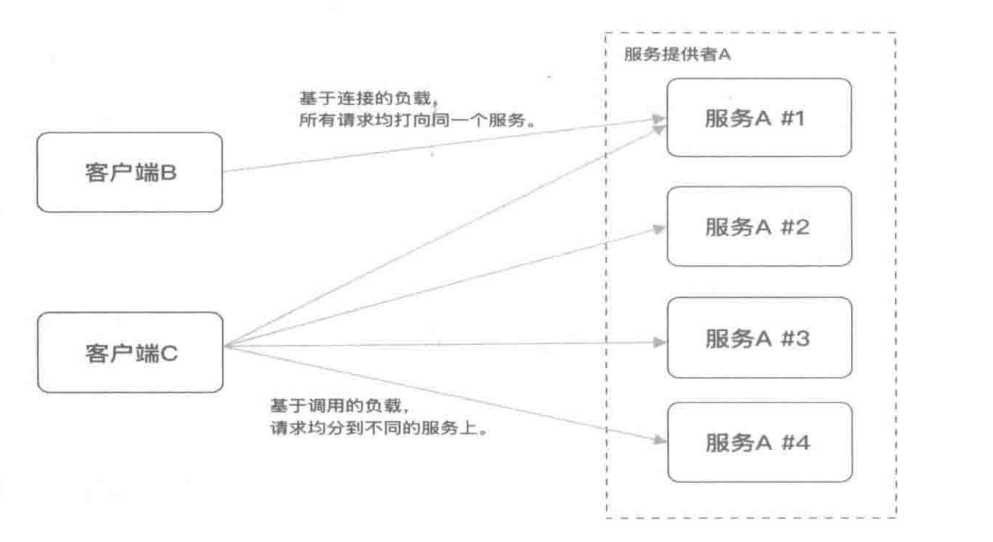 服务提供者A
基于连接的负载，
所有请求均打向同一个服务。
服务A #1
客户端B
服务A #2
服务A #3
客户端C
基于调用的负载，
请求均分到不同的服务上。
服务A #4